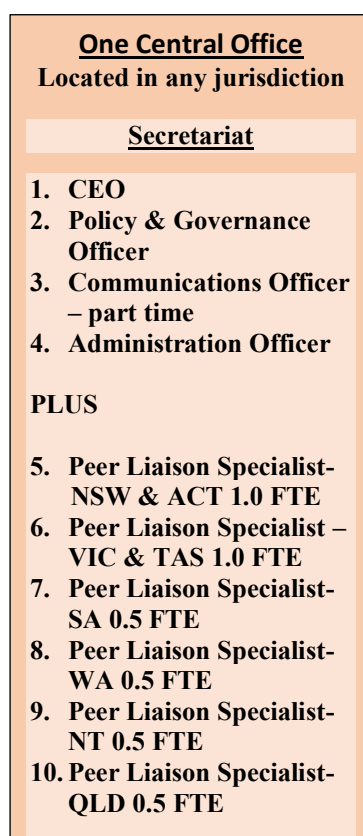 One Central Office
Located in any jurisdiction
Secretariat
1. CEO
2. Policy & Governance
Officer
3. Communications Officer
– part time
4. Administration Officer
PLUS
5. Peer Liaison Specialist-
NSW & ACT 1.0 FTE
6. Peer Liaison Specialist –
VIC & TAS 1.0 FTE
7. Peer Liaison Specialist-
SA 0.5 FTE
8. Peer Liaison Specialist-
WA 0.5 FTE
9. Peer Liaison Specialist-
NT 0.5 FTE
10. Peer Liaison Specialist-
QLD 0.5 FTE